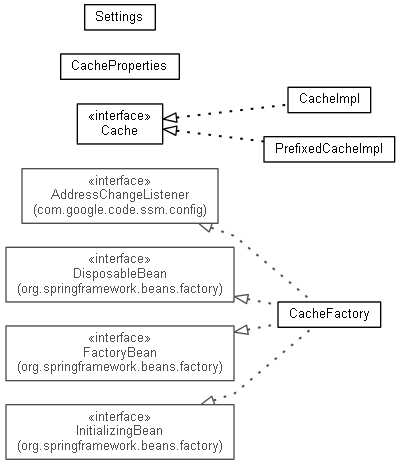 Settings
CacheProperties
«interface»
Cache
CacheImpl
PrefixedCacheImpl
«interface»
AddressChangeListener
(com.google.code.ssm.config)
«interface»
DisposableBean
(org.springframework.beans.factory)
CacheFactory
«interface»
FactoryBean
(org.springframework.beans.factory)
«interface»
InitializingBean
(org.springframework.beans.factory)